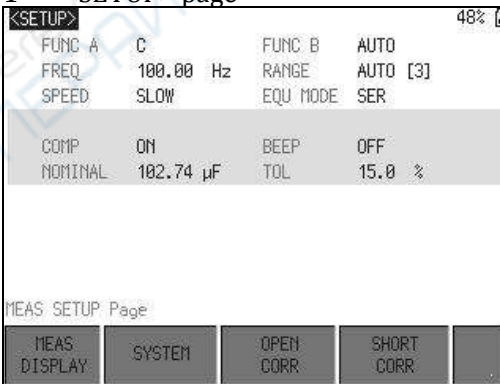 <SETUP> 48%
FUNC A C FUNC B AUTO
FREQ 100.00 Hz RANGE AUTO [3]
SPEED SLOW EQU MODE SER
COMP ON BEEP OFF
NOMINAL 102.74 µF TOL 15.0 %
MEAS SETUP Page
MEAS DISPLAY SYSTEM OPEN CORR SHORT CORR